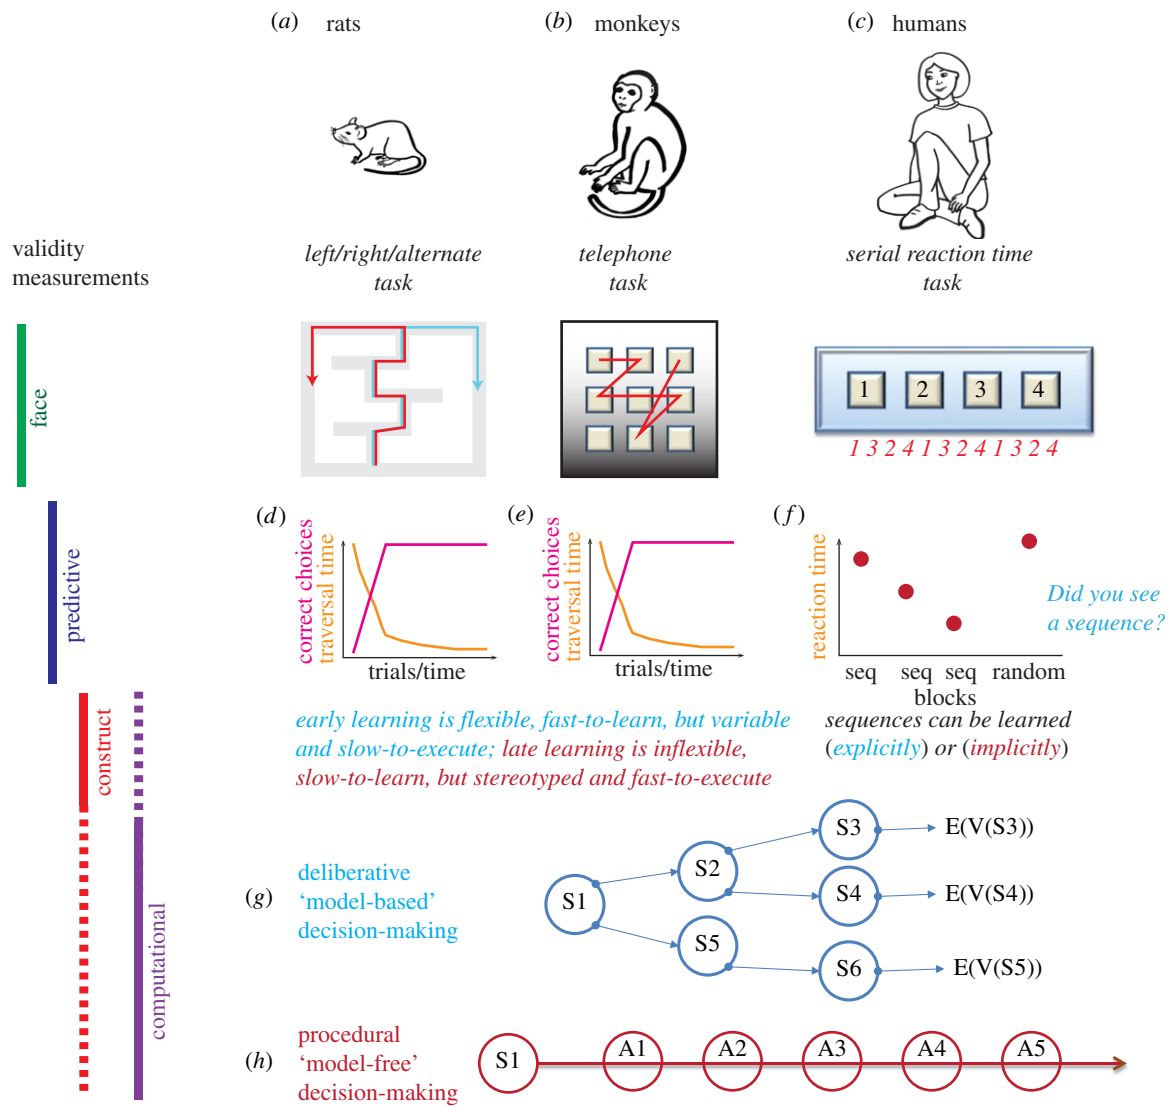 (a) rats
(b) monkeys
(c) humans
validity
measurements
left/right/alternate
task
telephone
task
serial reaction time
task
face
1 2 3 4
1 3 2 4 1 3 2 4 1 3 2 4
predictive
(d)
correct choices
traversal time
trials/time
(e)
correct choices
traversal time
trials/time
(f)
reaction time
seq seq seq random
blocks
Did you see
a sequence?
construct
early learning is flexible, fast-to-learn, but variable
and slow-to-execute; late learning is inflexible,
slow-to-learn, but stereotyped and fast-to-execute
sequences can be learned
(explicitly) or (implicitly)
computational
(g)
deliberative
‘model-based’
decision-making
S1
S2
S3
E(V(S3))
S4
E(V(S4))
S5
S6
E(V(S5))
(h)
procedural
‘model-free’
decision-making
S1 A1 A2 A3 A4 A5